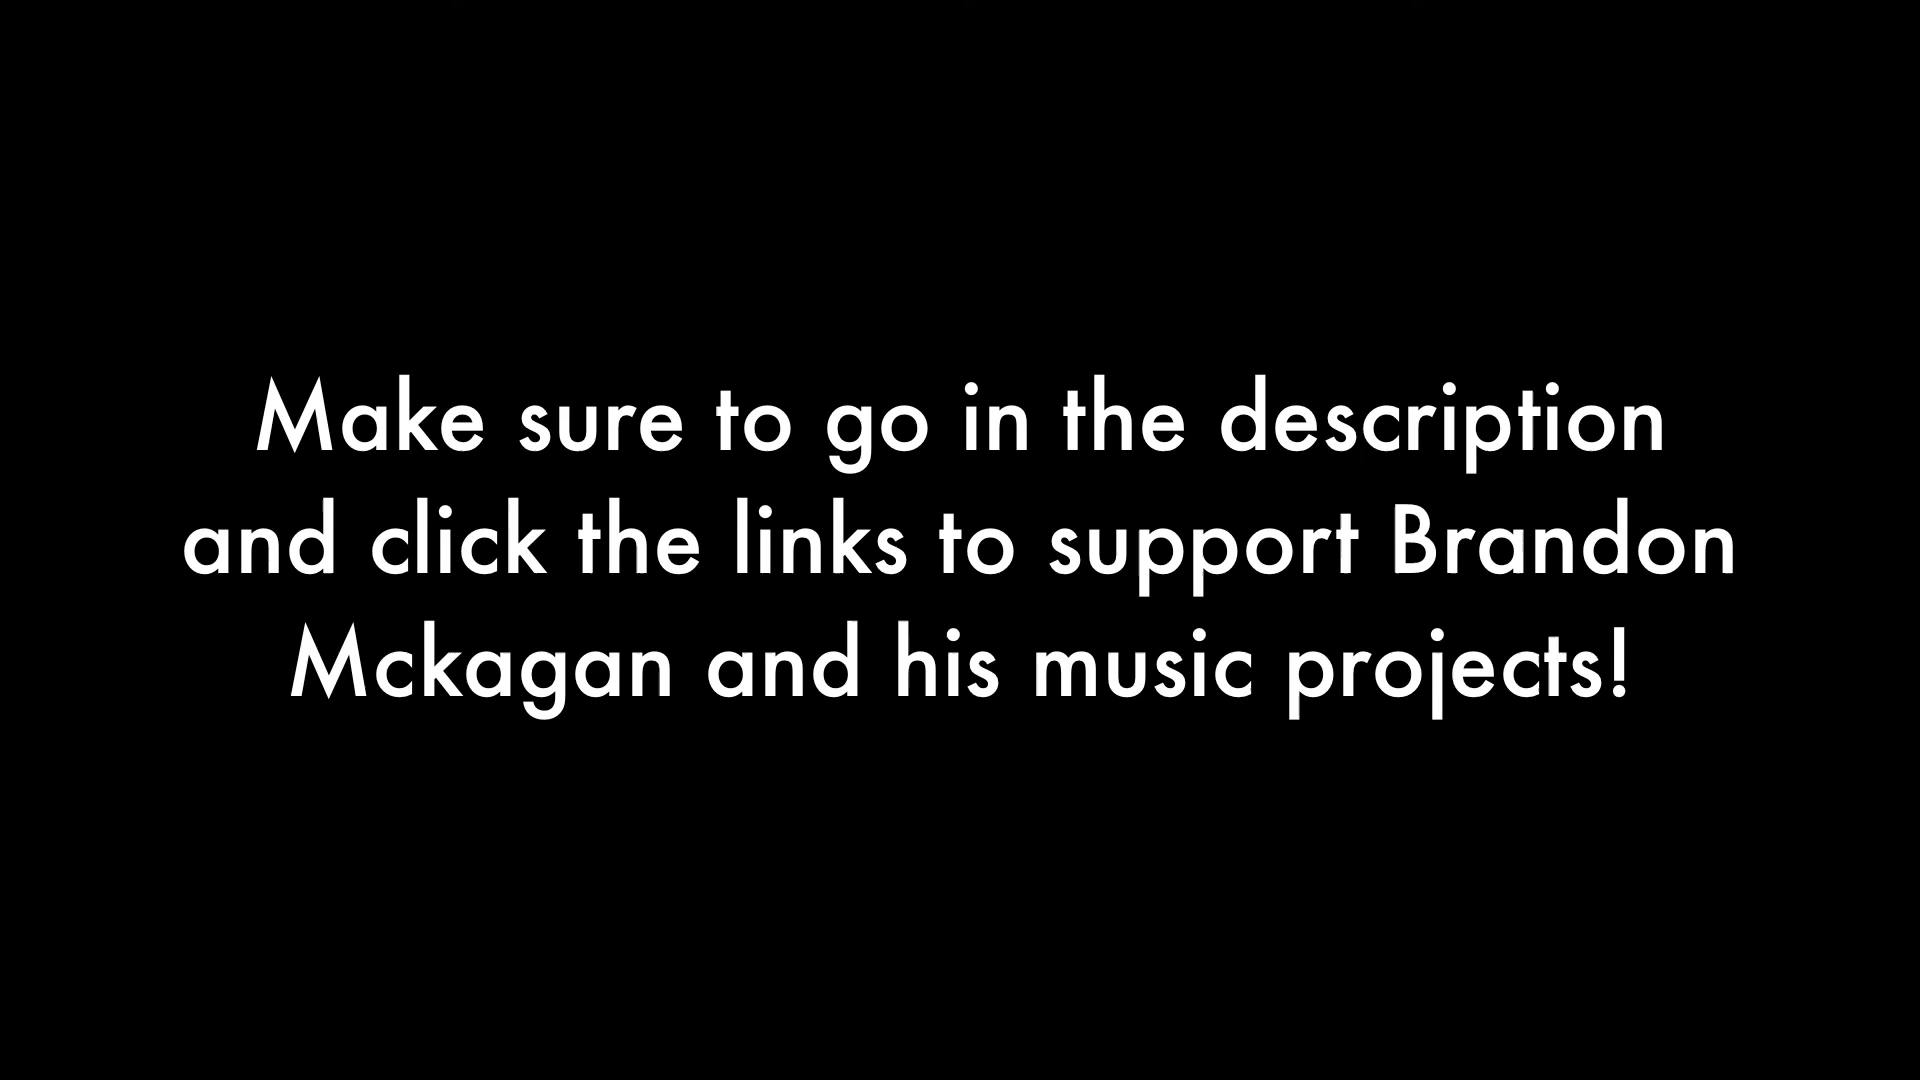 Make sure to go in the description
and click the links to support Brandon
Mckagan and his music projects!